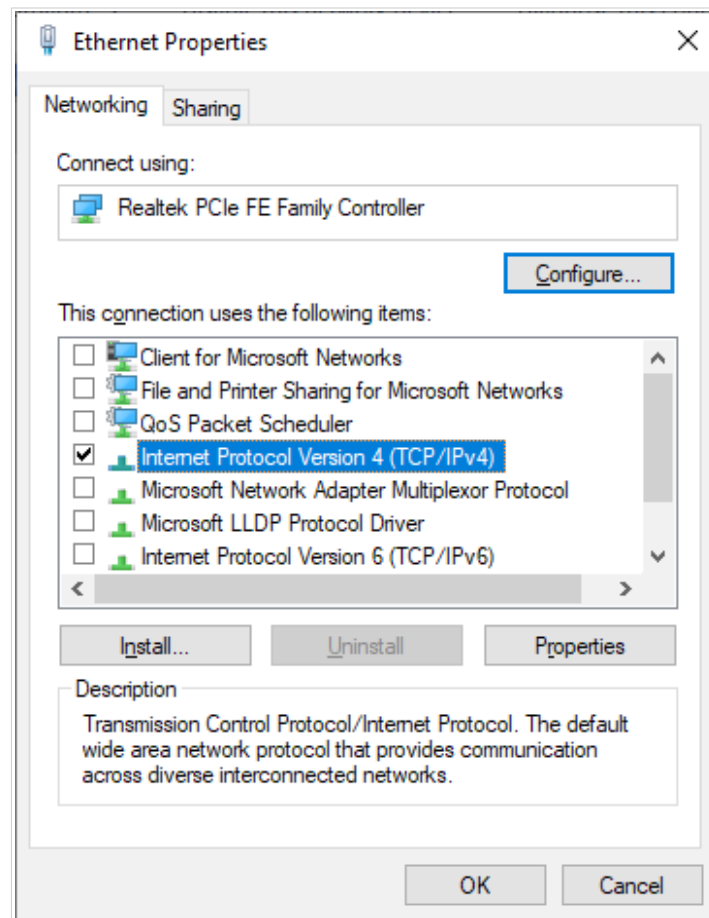 Ethernet Properties
Networking
Sharing
Connect using:
Realtek PCIe FE Family Controller
Configure...
This connection uses the following items:
Client for Microsoft Networks
File and Printer Sharing for Microsoft Networks
QoS Packet Scheduler
Internet Protocol Version 4 (TCP/IPv4)
Microsoft Network Adapter Multiplexor Protocol
Microsoft LLDP Protocol Driver
Internet Protocol Version 6 (TCP/IPv6)
Install...
Uninstall
Properties
Description
Transmission Control Protocol/Internet Protocol. The default
wide area network protocol that provides communication
across diverse interconnected networks.
OK
Cancel